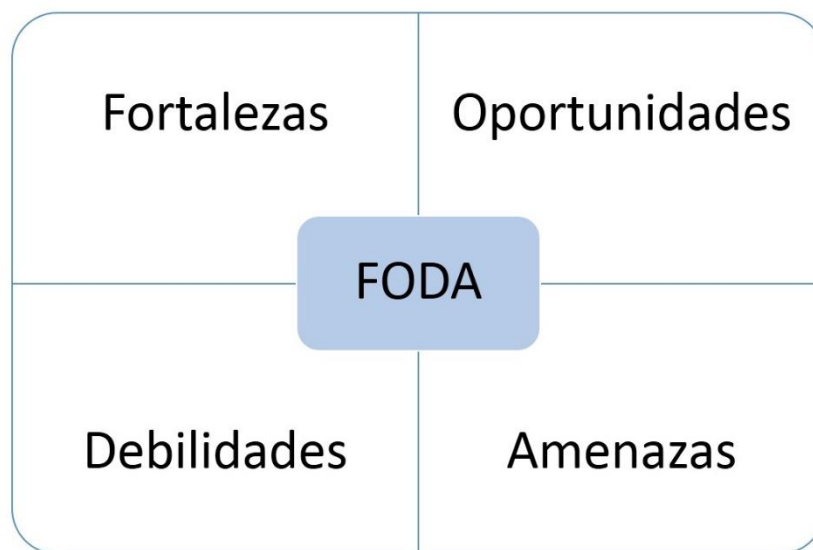 Fortalezas
Oportunidades
FODA
Debilidades
Amenazas